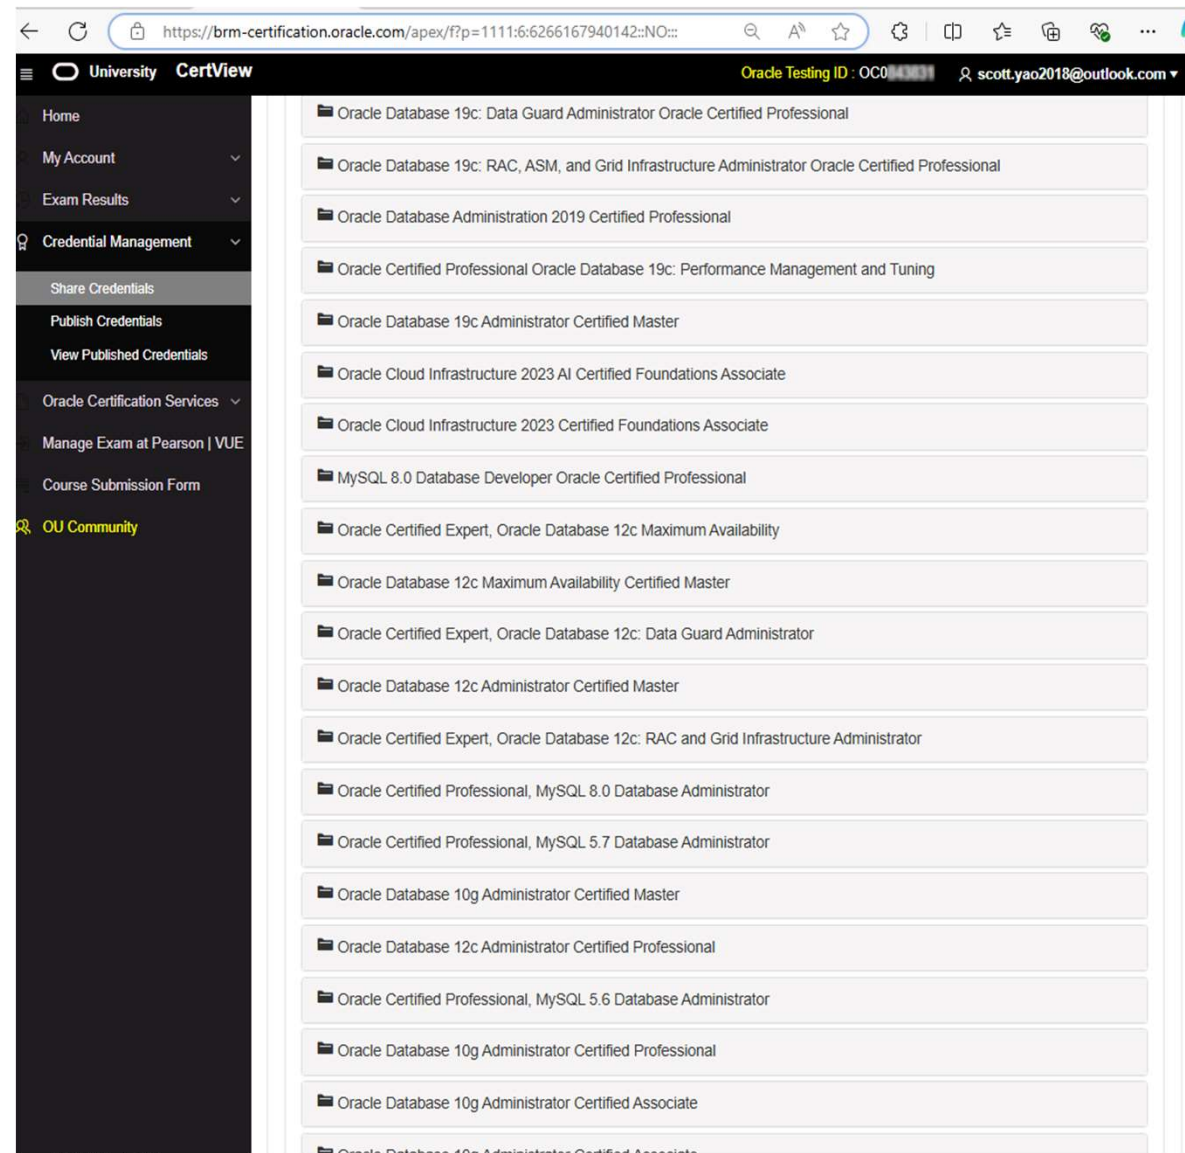 https://brm-certification.oracle.com/apex/f?p=1111:6:6266167940142::NO:::
University CertView
Oracle Testing ID : OC0
scott.yao2018@outlook.com
Home
My Account
Exam Results
Credential Management
Share Credentials
Publish Credentials
View Published Credentials
Oracle Certification Services
Manage Exam at Pearson | VUE
Course Submission Form
OU Community
Oracle Database 19c: Data Guard Administrator Oracle Certified Professional
Oracle Database 19c: RAC, ASM, and Grid Infrastructure Administrator Oracle Certified Professional
Oracle Database Administration 2019 Certified Professional
Oracle Certified Professional Oracle Database 19c: Performance Management and Tuning
Oracle Database 19c Administrator Certified Master
Oracle Cloud Infrastructure 2023 AI Certified Foundations Associate
Oracle Cloud Infrastructure 2023 Certified Foundations Associate
MySQL 8.0 Database Developer Oracle Certified Professional
Oracle Certified Expert, Oracle Database 12c Maximum Availability
Oracle Database 12c Maximum Availability Certified Master
Oracle Certified Expert, Oracle Database 12c: Data Guard Administrator
Oracle Database 12c Administrator Certified Master
Oracle Certified Expert, Oracle Database 12c: RAC and Grid Infrastructure Administrator
Oracle Certified Professional, MySQL 8.0 Database Administrator
Oracle Certified Professional, MySQL 5.7 Database Administrator
Oracle Database 10g Administrator Certified Master
Oracle Database 12c Administrator Certified Professional
Oracle Certified Professional, MySQL 5.6 Database Administrator
Oracle Database 10g Administrator Certified Professional
Oracle Database 10g Administrator Certified Associate